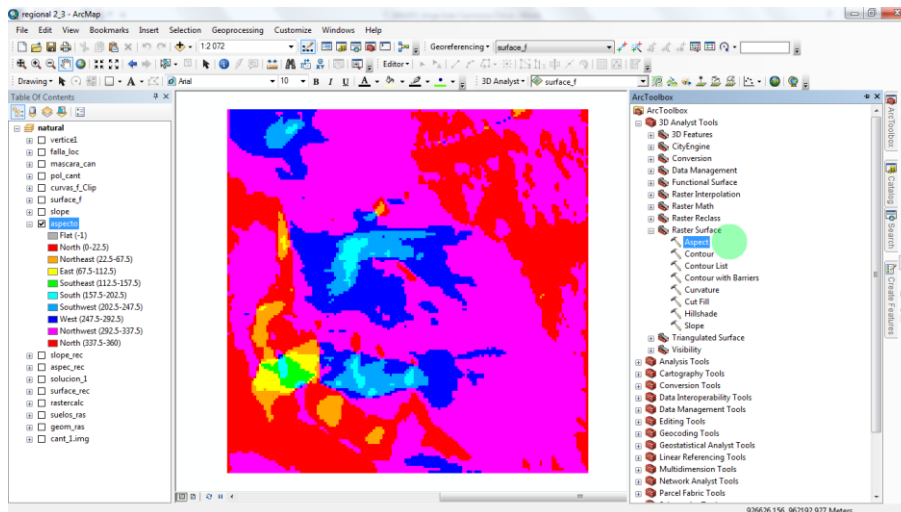 regional 2_3 - ArcMap
File Edit View Bookmarks Insert Selection Geoprocessing Customize Windows Help
1:2 072 Georeferencing surface_f
Editor
Drawing Arial 10 B I U A 3D Analyst surface_f
Table Of Contents
natural
vertice1
falla_loc
mascara_can
pol_cant
curvas_f_Clip
surface_f
slope
aspecto
Flat (-1)
North (0-22.5)
Northeast (22.5-67.5)
East (67.5-112.5)
Southeast (112.5-157.5)
South (157.5-202.5)
Southwest (202.5-247.5)
West (247.5-292.5)
Northwest (292.5-337.5)
North (337.5-360)
slope_rec
aspec_rec
solucion_1
surface_rec
rastercalc
suelos_ras
geom_ras
cant_1.img
ArcToolbox
ArcToolbox
3D Analyst Tools
3D Features
CityEngine
Conversion
Data Management
Functional Surface
Raster Interpolation
Raster Math
Raster Reclass
Raster Surface
Aspect
Contour
Contour List
Contour with Barriers
Curvature
Cut Fill
Hillshade
Slope
Triangulated Surface
Visibility
Analysis Tools
Cartography Tools
Conversion Tools
Data Interoperability Tools
Data Management Tools
Editing Tools
Geocoding Tools
Geostatistical Analyst Tools
Linear Referencing Tools
Multidimension Tools
Network Analyst Tools
Parcel Fabric Tools
ArcToolbox
Catalog
Search
Create Features
926626,156 962192,927 Meters